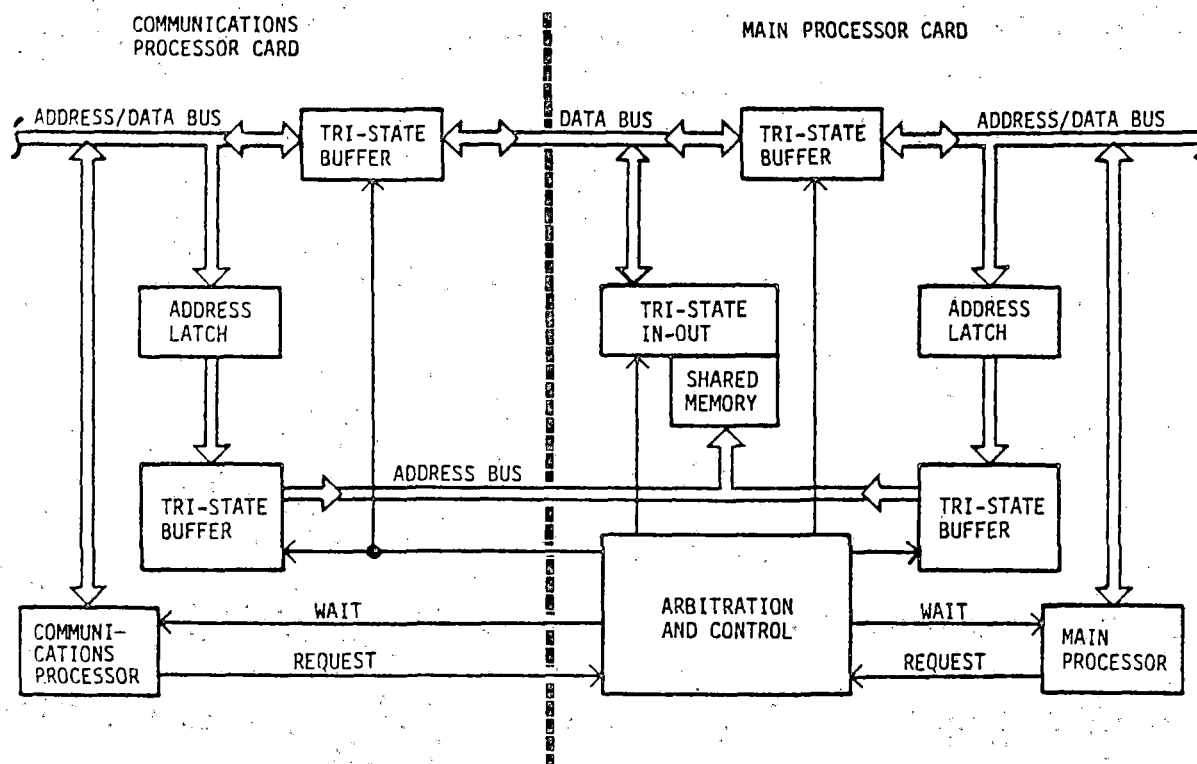 COMMUNICATIONS
PROCESSOR CARD
MAIN PROCESSOR CARD
ADDRESS/DATA BUS
TRI-STATE
BUFFER
DATA BUS
TRI-STATE
BUFFER
ADDRESS/DATA BUS
ADDRESS
LATCH
TRI-STATE
IN-OUT
SHARED
MEMORY
ADDRESS
LATCH
TRI-STATE
BUFFER
ADDRESS BUS
TRI-STATE
BUFFER
ARBITRATION
AND CONTROL
COMMUNI-
CATIONS
PROCESSOR
WAIT
REQUEST
WAIT
REQUEST
MAIN
PROCESSOR